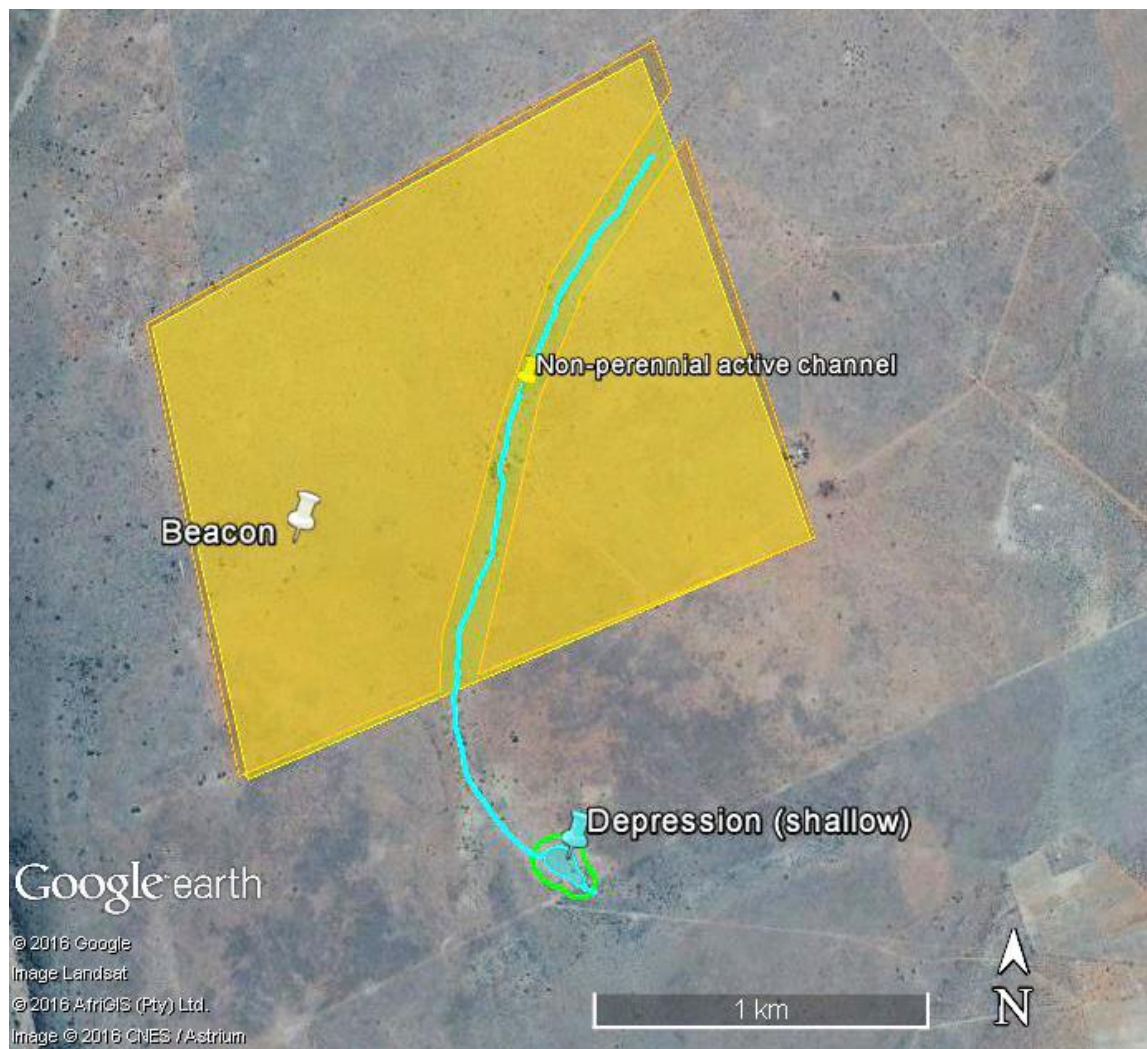 Non-perennial active channel
Beacon
Depression (shallow)
Google earth
© 2016 Google
Image Landsat
© 2016 AfriGIS (Pty) Ltd.
Image © 2016 CNES / Astrium
1 km
N